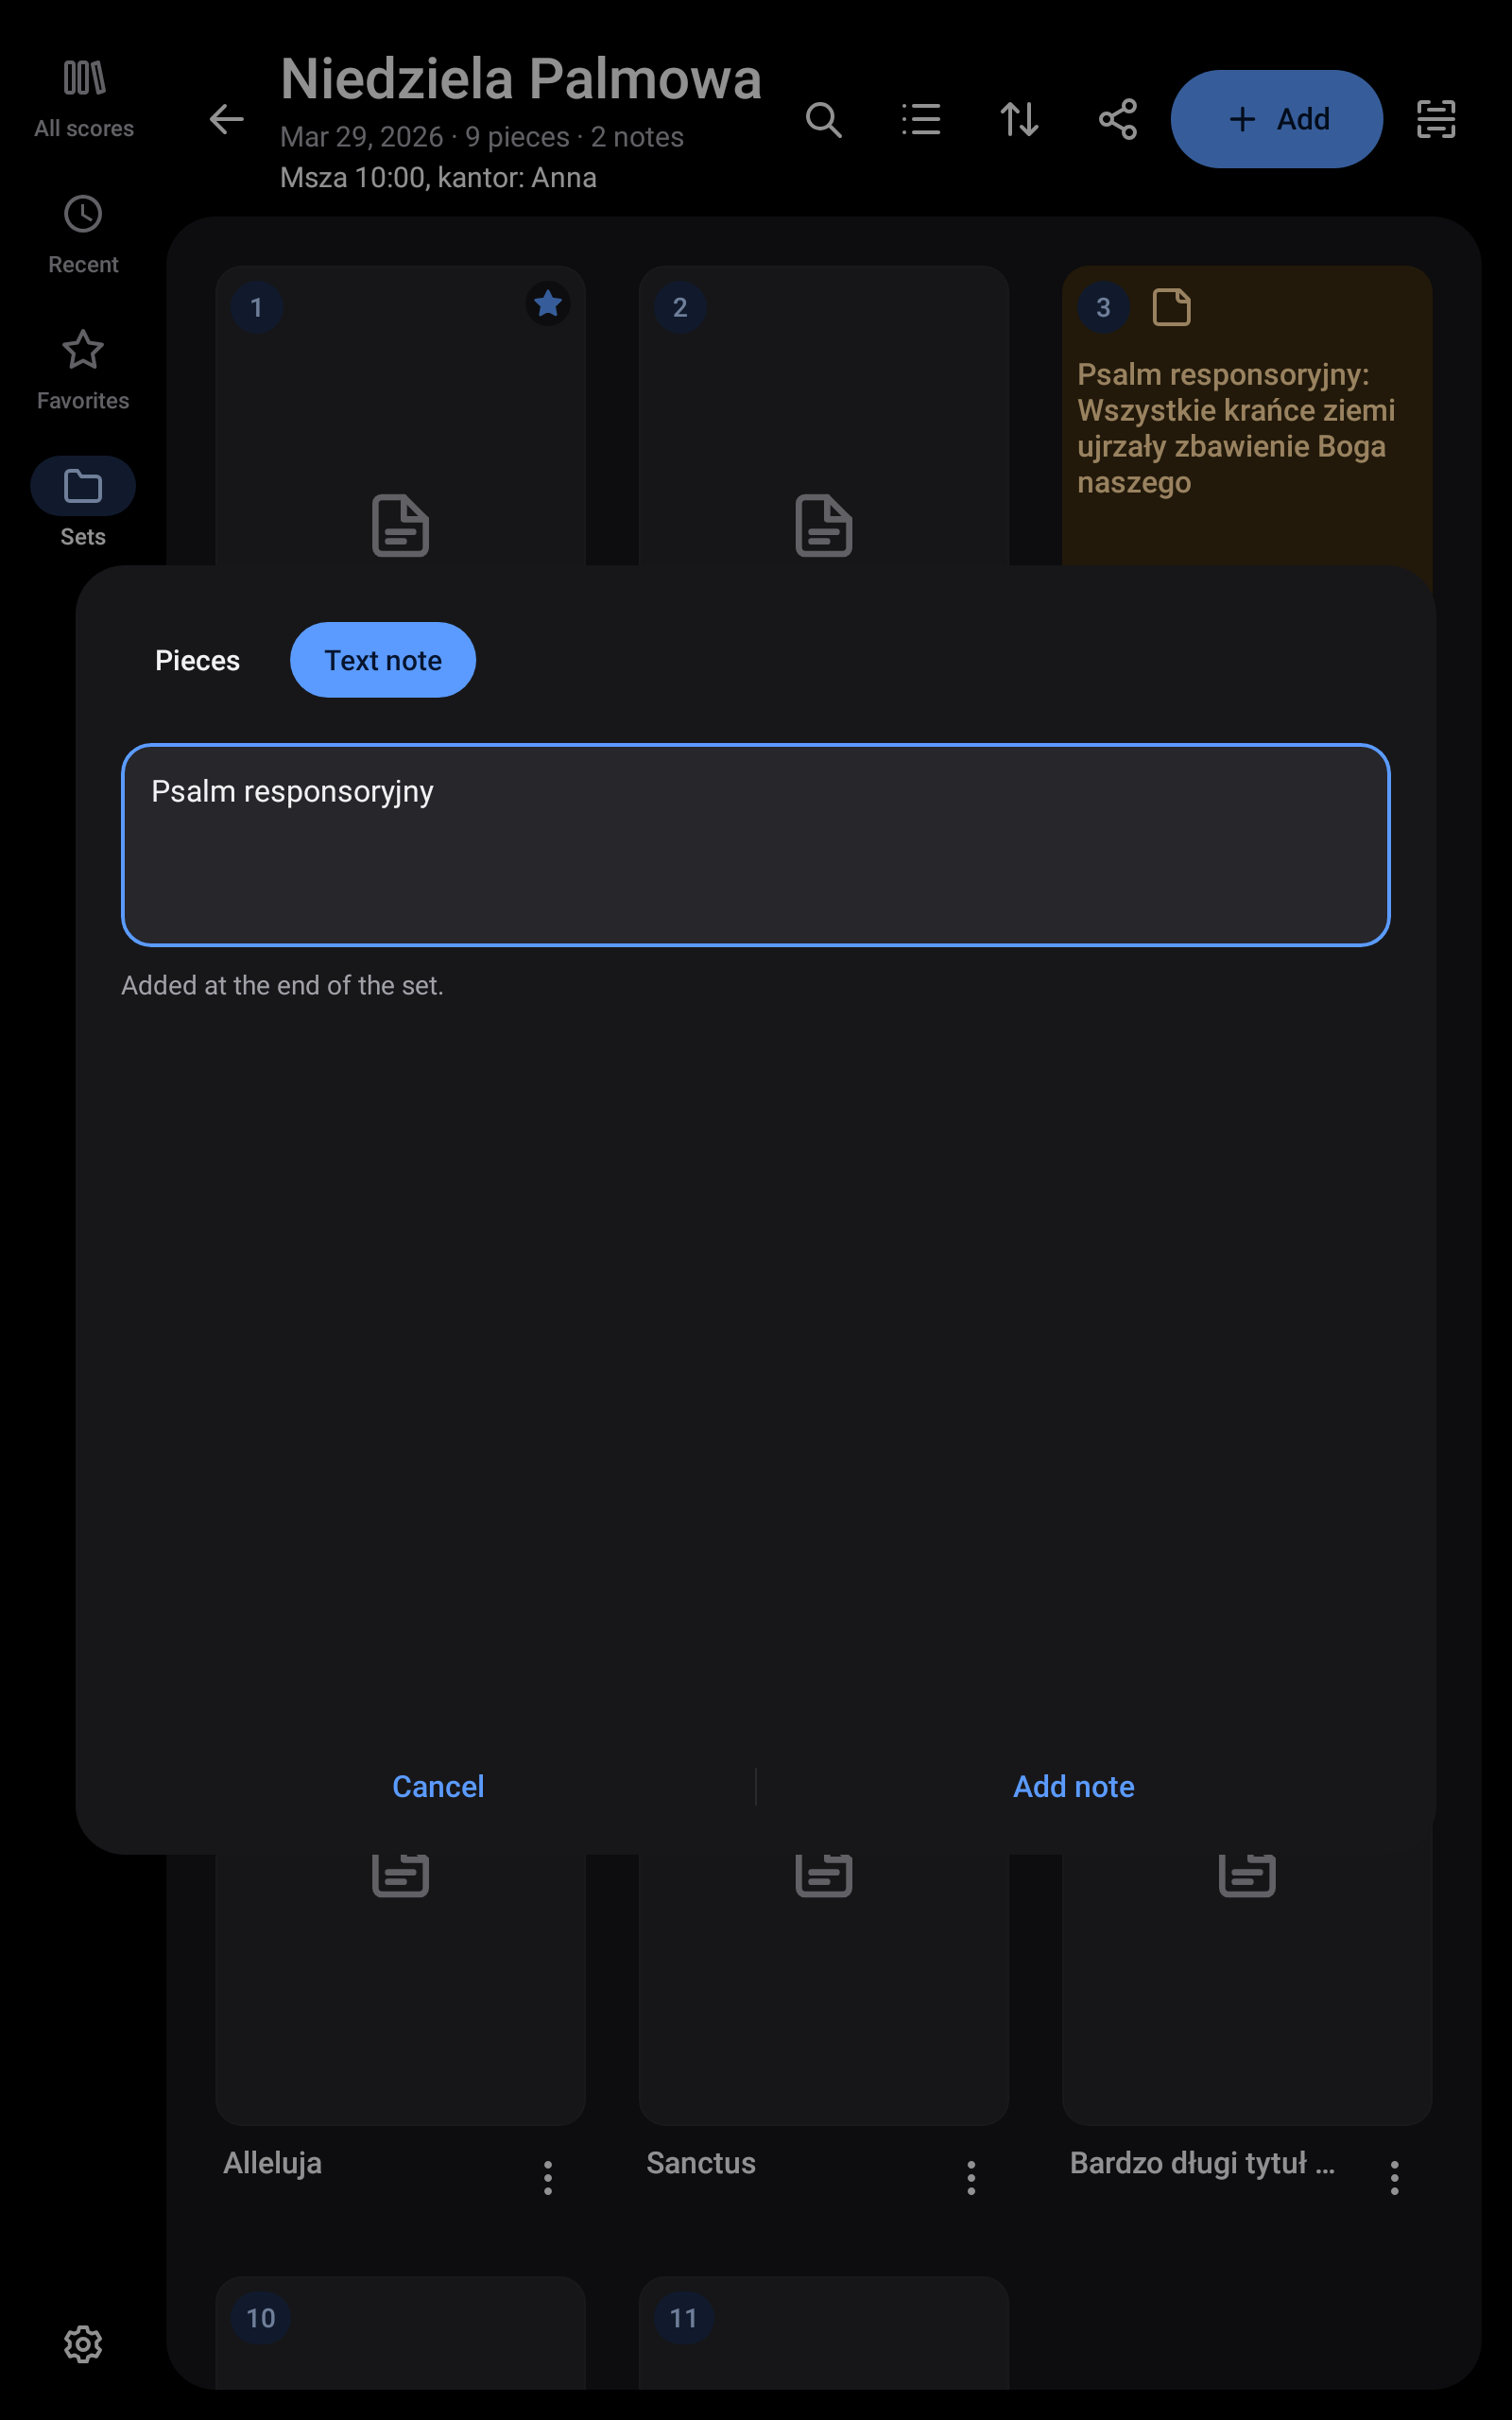 All scores
Recent
Favorites
Sets
Niedziela Palmowa
Mar 29, 2026 · 9 pieces · 2 notes
Msza 10:00, kantor: Anna
Add
1
2
3
Psalm responsoryjny:
Wszystkie krańce ziemi
ujrzały zbawienie Boga
naszego
Pieces
Text note
Psalm responsoryjny
Added at the end of the set.
Cancel
Add note
Alleluja
Sanctus
Bardzo długi tytuł ...
10
11